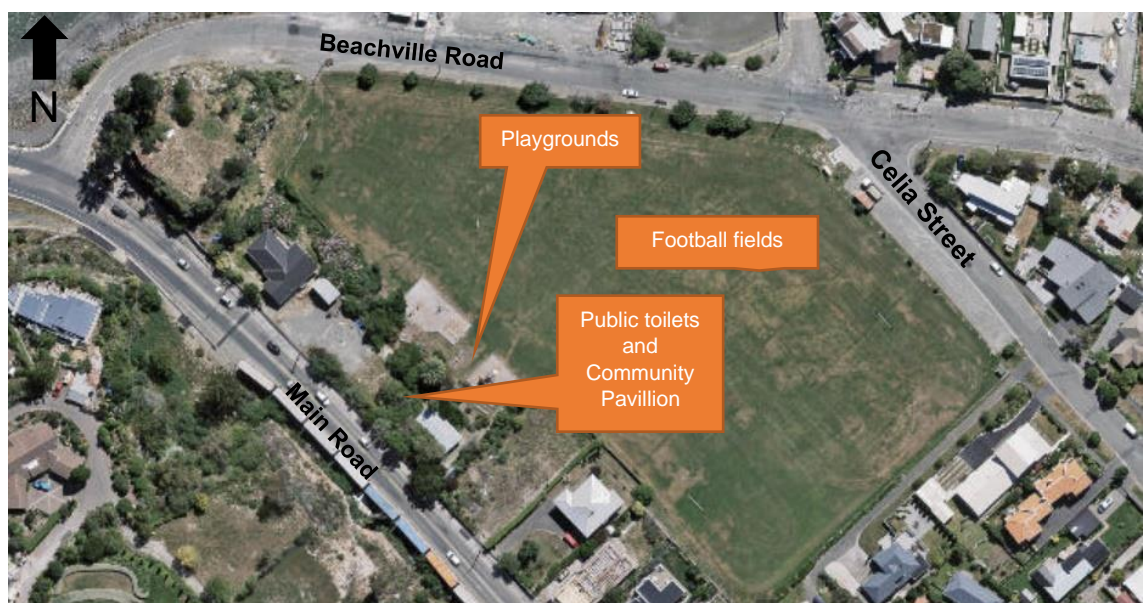 Beachville Road
N
Playgrounds
Celia Street
Football fields
Public toilets
and
Community
Pavillion
Main Road